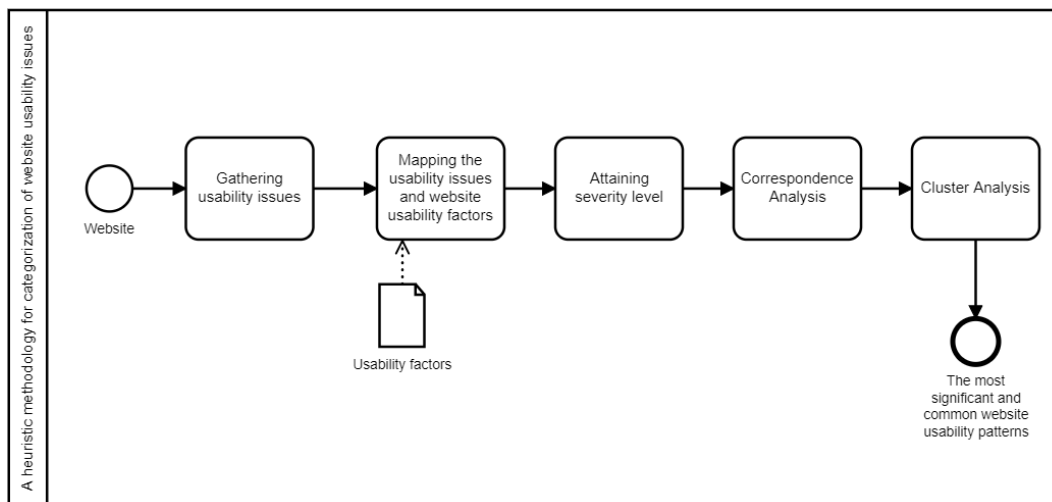 A heuristic methodology for categorization of website usability issues
Website
Gathering
usability issues
Mapping the
usability issues
and website
usability factors
Usability factors
Attaining
severity level
Correspondence
Analysis
Cluster Analysis
The most
significant and
common website
usability patterns